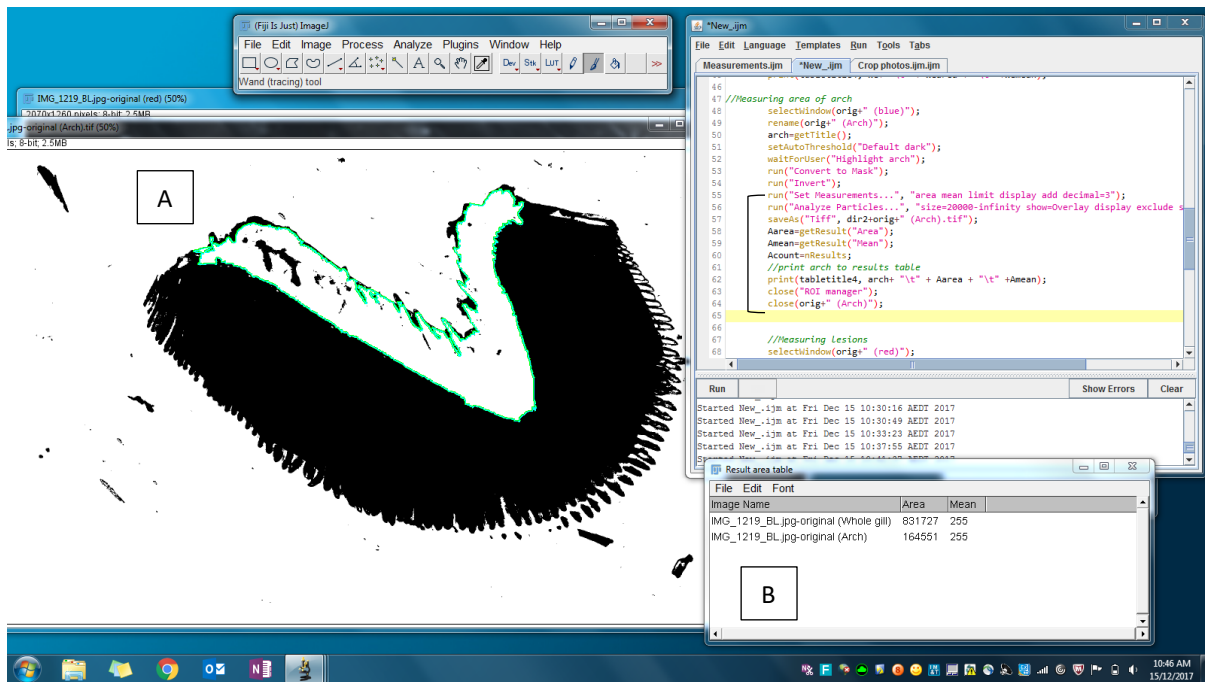 (Fiji Is Just) ImageJ
File Edit Image Process Analyze Plugins Window Help
A Dev Stk LUT >>
Wand (tracing) tool
IMG_1219_BL.jpg-original (red) (50%)
2070x1260 pixels; 8-bit; 2.5MB
.jpg-original (Arch).tif (50%)
ls; 8-bit; 2.5MB
A
*New_.ijm
File Edit Language Templates Run Tools Tabs
Measurements.ijm *New_.ijm Crop photos.ijm.ijm
46
47 //Measuring area of arch
48 selectWindow(orig+" (blue)");
49 rename(orig+" (Arch)");
50 arch=getTitle();
51 setAutoThreshold("Default dark");
52 waitForUser("Highlight arch");
53 run("Convert to Mask");
54 run("Invert");
55 run("Set Measurements...", "area mean limit display add decimal=3");
56 run("Analyze Particles...", "size=20000-infinity show=Overlay display exclude s
57 saveAs("Tiff", dir2+orig+" (Arch).tif");
58 Aarea=getResult("Area");
59 Amean=getResult("Mean");
60 Acount=nResults;
61 //print arch to results table
62 print(tabletitle4, arch+ "\t" + Aarea + "\t" +Amean);
63 close("ROI manager");
64 close(orig+" (Arch)");
65
66
67 //Measuring lesions
68 selectWindow(orig+" (red)");
Run Show Errors Clear
Started New_.ijm at Fri Dec 15 10:30:16 AEDT 2017
Started New_.ijm at Fri Dec 15 10:30:49 AEDT 2017
Started New_.ijm at Fri Dec 15 10:33:23 AEDT 2017
Started New_.ijm at Fri Dec 15 10:37:55 AEDT 2017
Result area table
File Edit Font
Image Name Area Mean
IMG_1219_BL.jpg-original (Whole gill) 831727 255
IMG_1219_BL.jpg-original (Arch) 164551 255
B
10:46 AM
15/12/2017